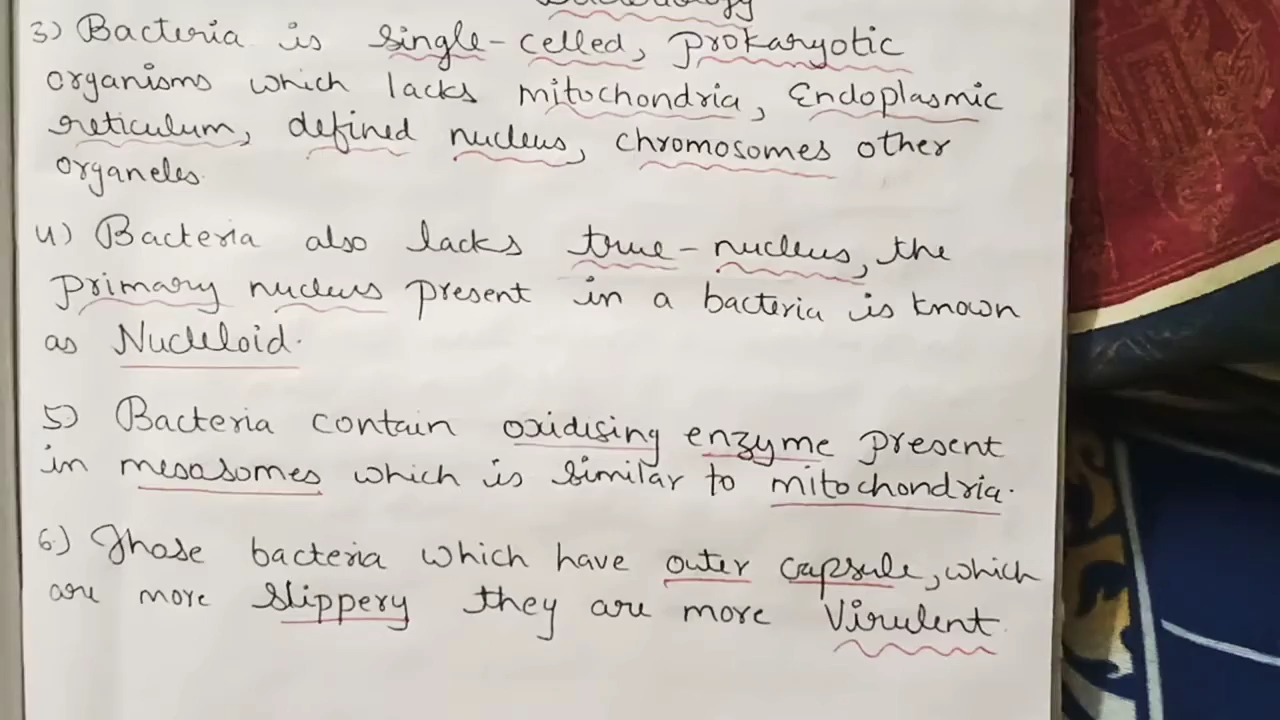 3) Bacteria is single-celled, prokaryotic
organisms which lacks mitochondria, Endoplasmic
reticulum, defined nucleus, chromosomes other
organeles.
4) Bacteria also lacks true-nucleus, the
primary nucleus present in a bacteria is known
as Nucleloid.
5) Bacteria contain oxidising enzyme present
in mesasomes which is similar to mitochondria.
6.) Those bacteria which have outer capsule, which
are more slippery they are more Virulent.